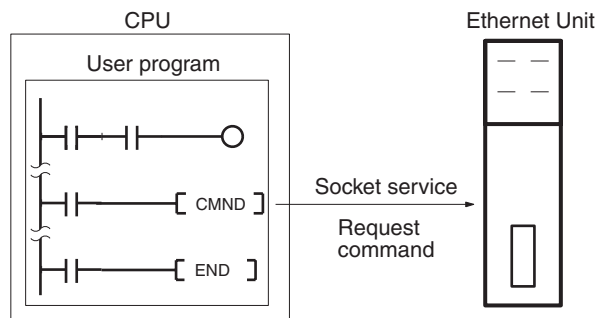 CPU
Ethernet Unit
User program
CMND
END
Socket service
Request
command